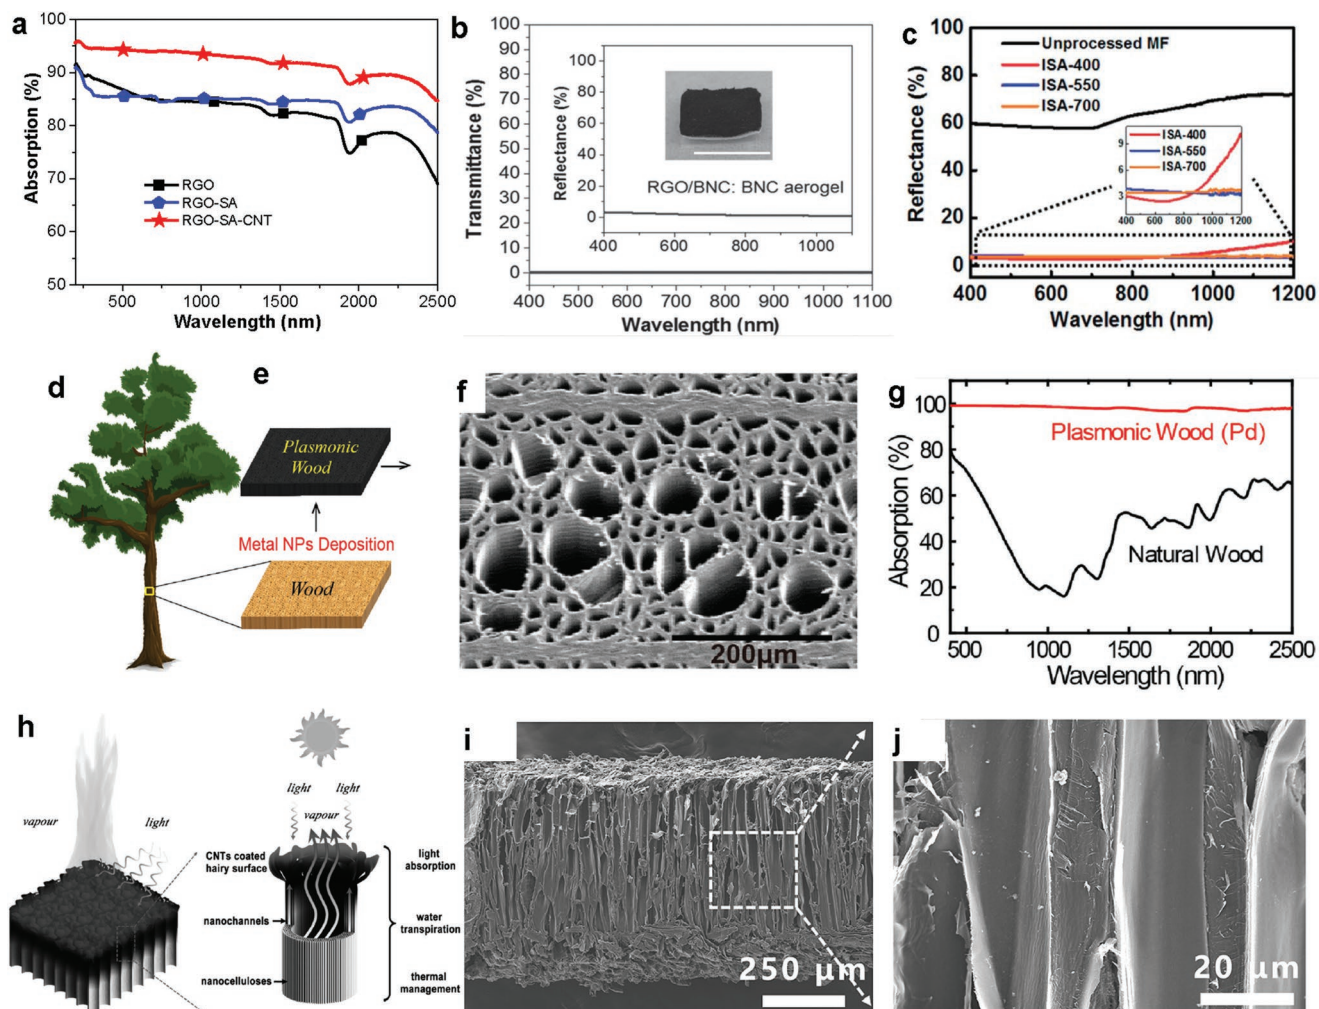 a
Absorption (%)
100
90
80
70
60
50
RGO
RGO-SA
RGO-SA-CNT
500 1000 1500 2000 2500
Wavelength (nm)
b
Transmittance (%)
100
90
80
70
60
50
40
30
20
10
0
Reflectance (%)
100
80
60
40
20
0
RGO/BNC: BNC aerogel
400 600 800 1000
400 500 600 700 800 900 1000 1100
Wavelength (nm)
c
Reflectance (%)
100
80
60
40
20
0
Unprocessed MF
ISA-400
ISA-550
ISA-700
9
6
3
ISA-400
ISA-550
ISA-700
400 600 800 1000 1200
400 600 800 1000 1200
Wavelength (nm)
d
e
Plasmonic
Wood
Metal NPs Deposition
Wood
f
200μm
g
Absorption (%)
100
80
60
40
20
0
Plasmonic Wood (Pd)
Natural Wood
500 1000 1500 2000 2500
Wavelength (nm)
h
vapour
light
CNTs coated
hairy surface
nanochannels
nanocelluloses
light
light
vapour
light
absorption
water
transpiration
thermal
management
i
250 μm
j
20 μm